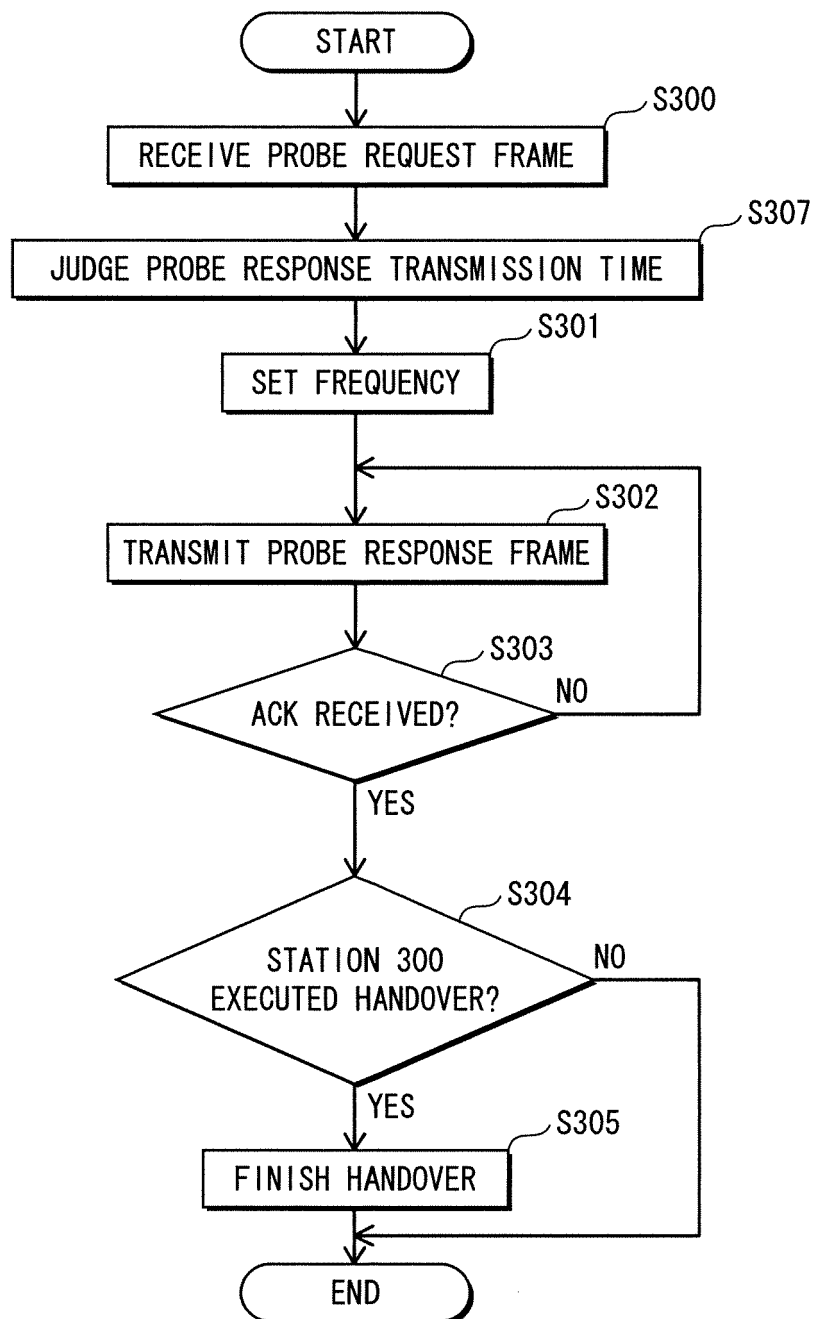 START
S300
RECEIVE PROBE REQUEST FRAME
S307
JUDGE PROBE RESPONSE TRANSMISSION TIME
S301
SET FREQUENCY
S302
TRANSMIT PROBE RESPONSE FRAME
S303
ACK RECEIVED?
NO
YES
S304
STATION 300
EXECUTED HANDOVER?
NO
YES
S305
FINISH HANDOVER
END